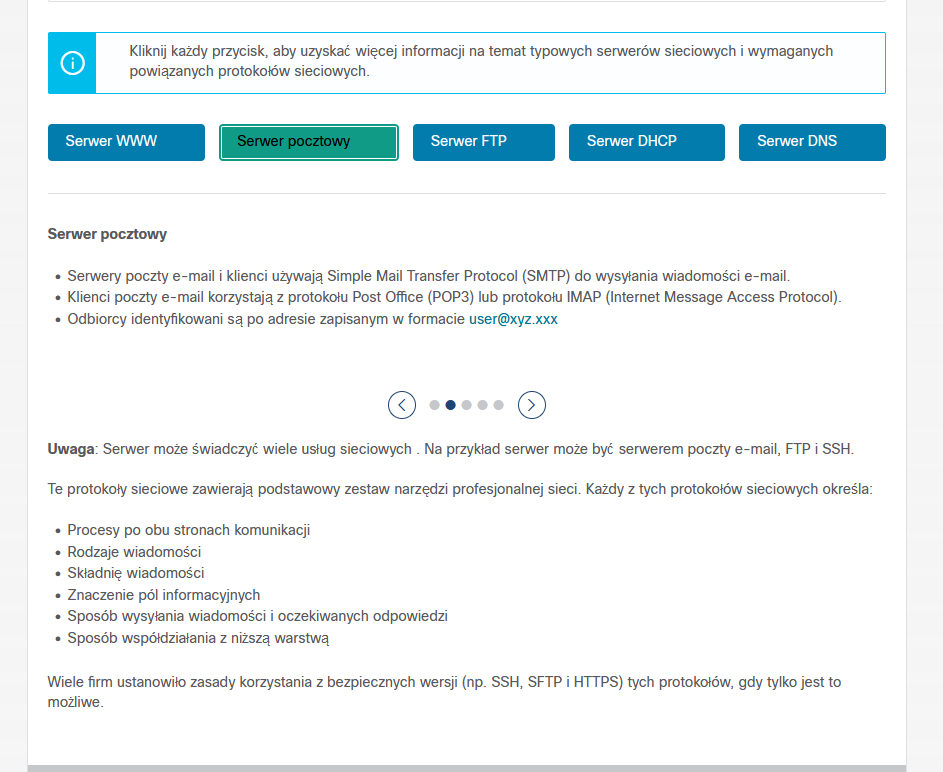 Kliknij każdy przycisk, aby uzyskać więcej informacji na temat typowych serwerów sieciowych i wymaganych
powiązanych protokołów sieciowych.
Serwer WWW
Serwer pocztowy
Serwer FTP
Serwer DHCP
Serwer DNS
Serwer pocztowy
• Serwery poczty e-mail i klienci używają Simple Mail Transfer Protocol (SMTP) do wysyłania wiadomości e-mail.
• Klienci poczty e-mail korzystają z protokołu Post Office (POP3) lub protokołu IMAP (Internet Message Access Protocol).
• Odbiorcy identyfikowani są po adresie zapisanym w formacie user@xyz.xxx
Uwaga: Serwer może świadczyć wiele usług sieciowych . Na przykład serwer może być serwerem poczty e-mail, FTP i SSH.
Te protokoły sieciowe zawierają podstawowy zestaw narzędzi profesjonalnej sieci. Każdy z tych protokołów sieciowych określa:
• Procesy po obu stronach komunikacji
• Rodzaje wiadomości
• Składnię wiadomości
• Znaczenie pól informacyjnych
• Sposób wysyłania wiadomości i oczekiwanych odpowiedzi
• Sposób współdziałania z niższą warstwą
Wiele firm ustanowiło zasady korzystania z bezpiecznych wersji (np. SSH, SFTP i HTTPS) tych protokołów, gdy tylko jest to
możliwe.